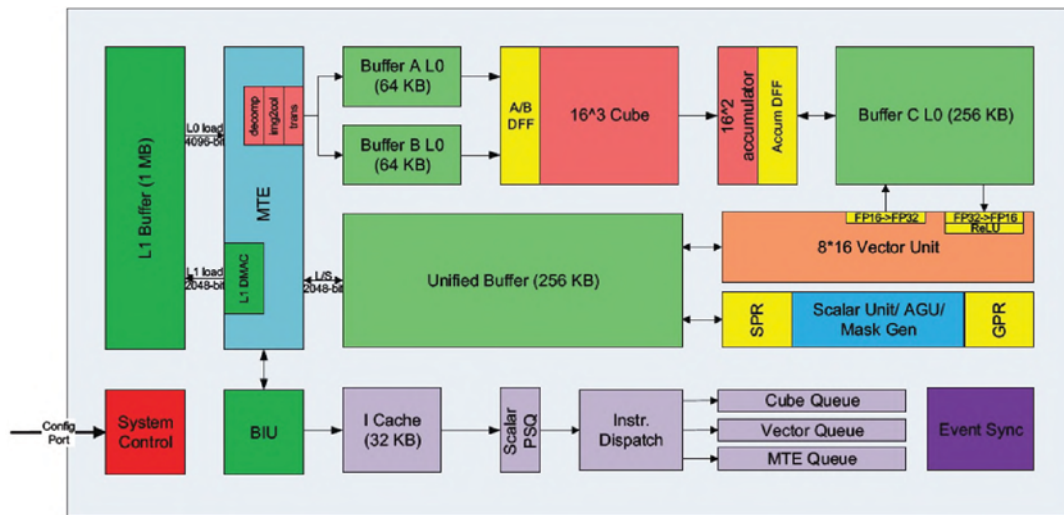 L1 Buffer (1 MB)
L0 load
4096-bit
L1 load
2048-bit
MTE
decomp
img2col
trans
L1 DMAC
L/S
2048-bit
Buffer A L0
(64 KB)
Buffer B L0
(64 KB)
A/B
DFF
16^3 Cube
16^2
accumulator
Accum DFF
Buffer C L0 (256 KB)
Unified Buffer (256 KB)
FP16->FP32
FP32->FP16
ReLU
8*16 Vector Unit
SPR
Scalar Unit/ AGU/
Mask Gen
GPR
Config
Port
System
Control
BIU
I Cache
(32 KB)
Scalar
PSQ
Instr.
Dispatch
Cube Queue
Vector Queue
MTE Queue
Event Sync